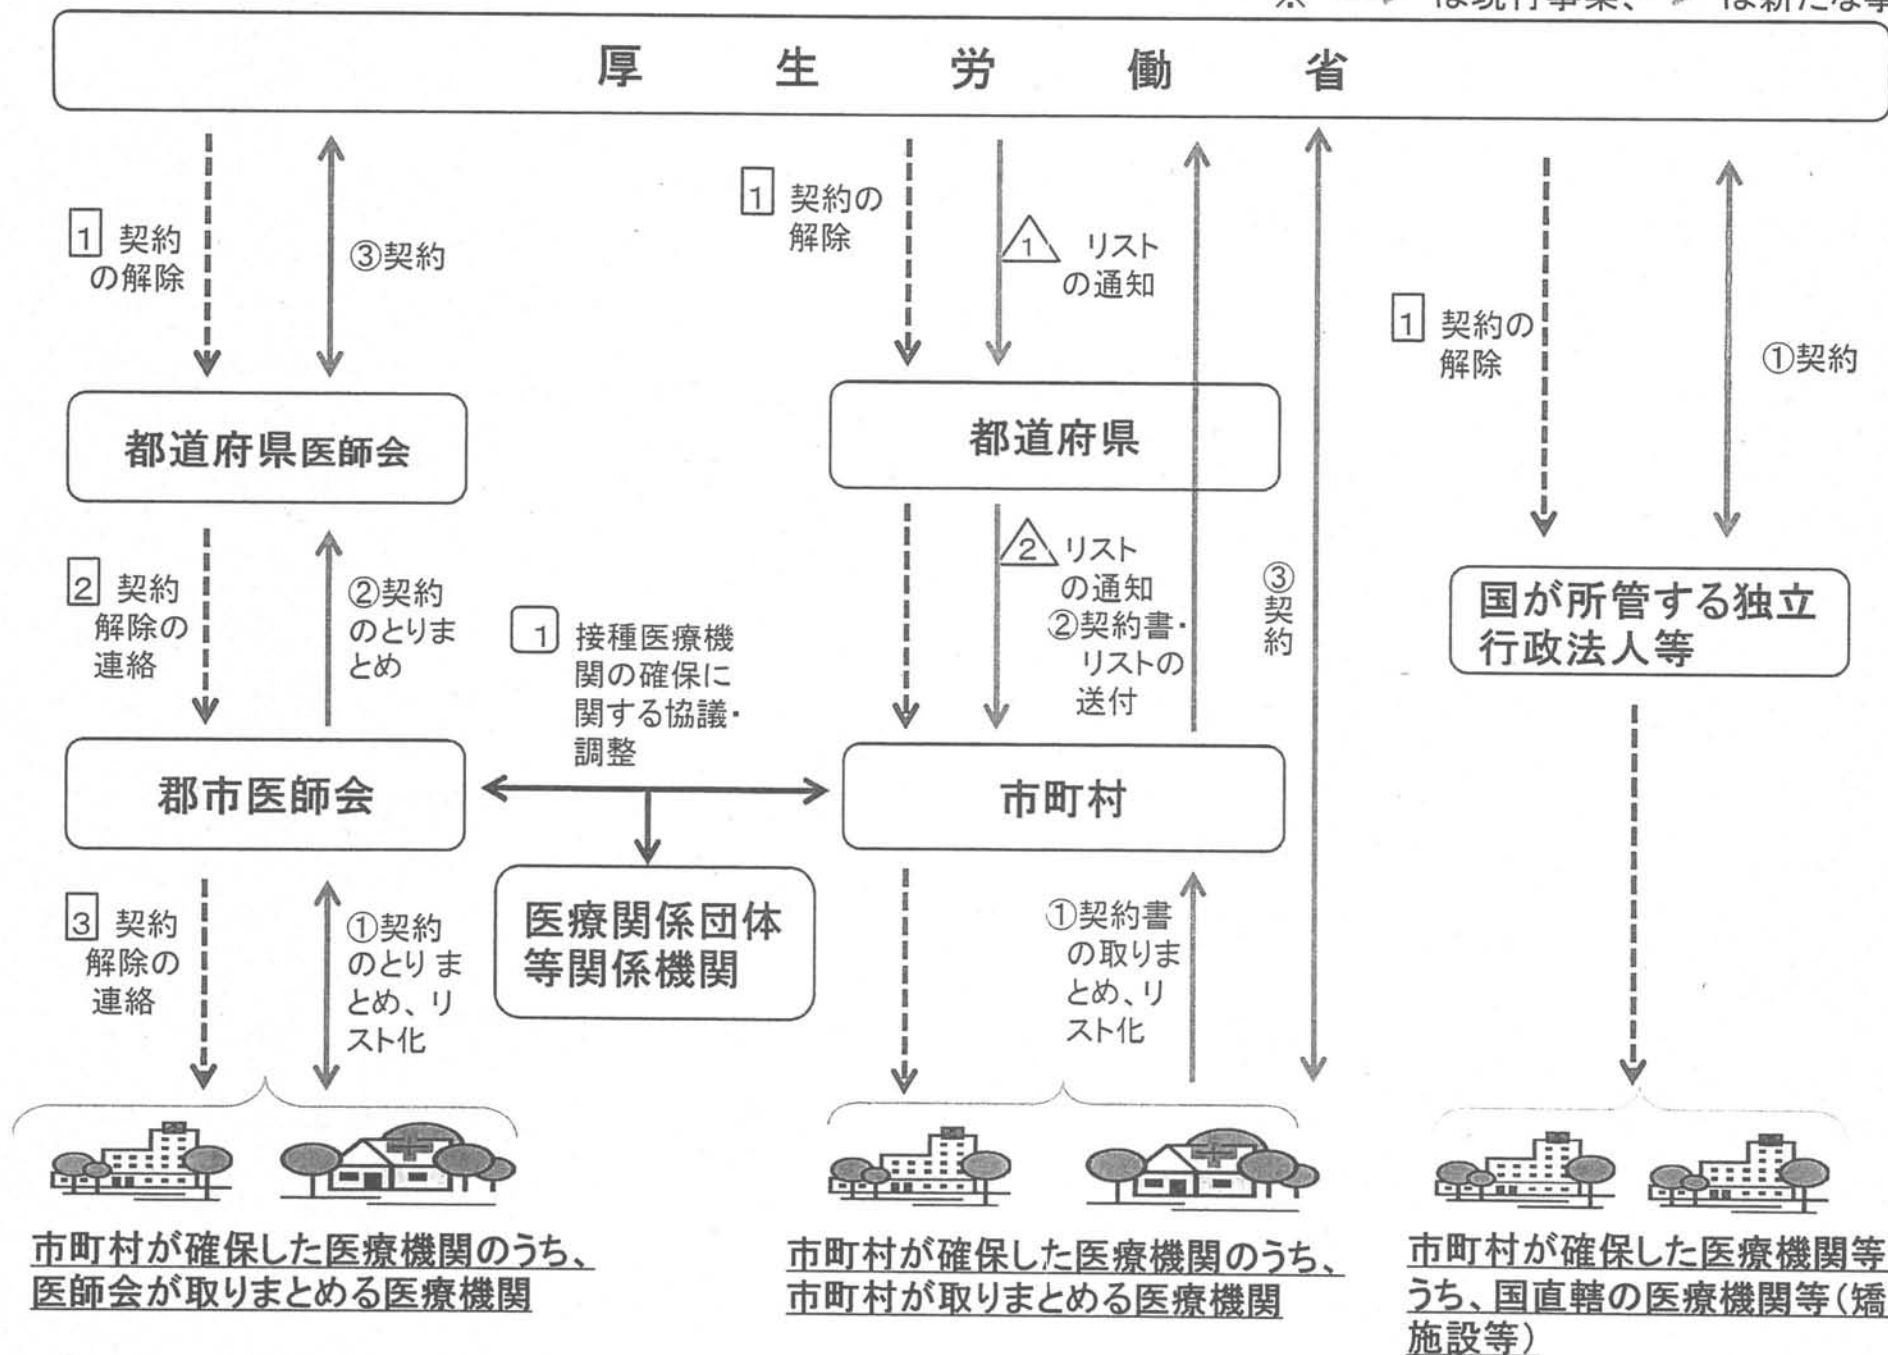 ※ は現行事業、 は新たな事
厚生労働省
1 契約
の解除
③契約
1 契約の
解除
1 リスト
の通知
1 契約の
解除
①契約
都道府県医師会
都道府県
2 契約
解除の
連絡
②契約
のとりま
とめ
1 接種医療機
関の確保に
関する協議・
調整
2 リスト
の通知
②契約書・
リストの
送付
③契約
国が所管する独立
行政法人等
郡市医師会
市町村
医療関係団体
等関係機関
3 契約
解除の
連絡
①契約
のとりま
とめ、リ
スト化
①契約書
の取りま
とめ、リ
スト化
市町村が確保した医療機関のうち、
医師会が取りまとめる医療機関
市町村が確保した医療機関のうち、
市町村が取りまとめる医療機関
市町村が確保した医療機関等
うち、国直轄の医療機関等(矯
施設等)